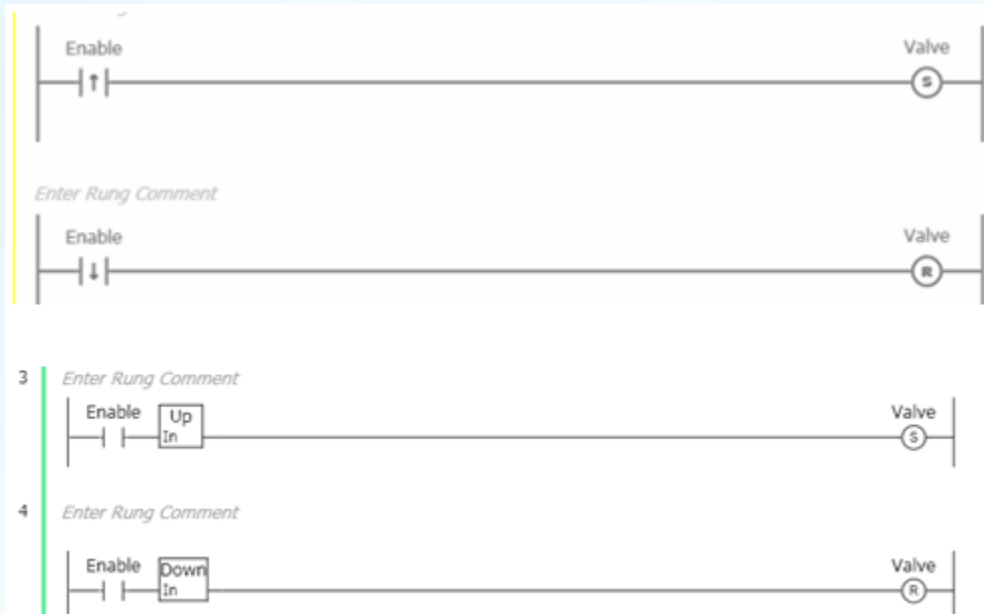 Enable Valve
↑ S
Enter Rung Comment
Enable Valve
↓ R
3 Enter Rung Comment
Enable Up Valve
In S
4 Enter Rung Comment
Enable Down Valve
In R